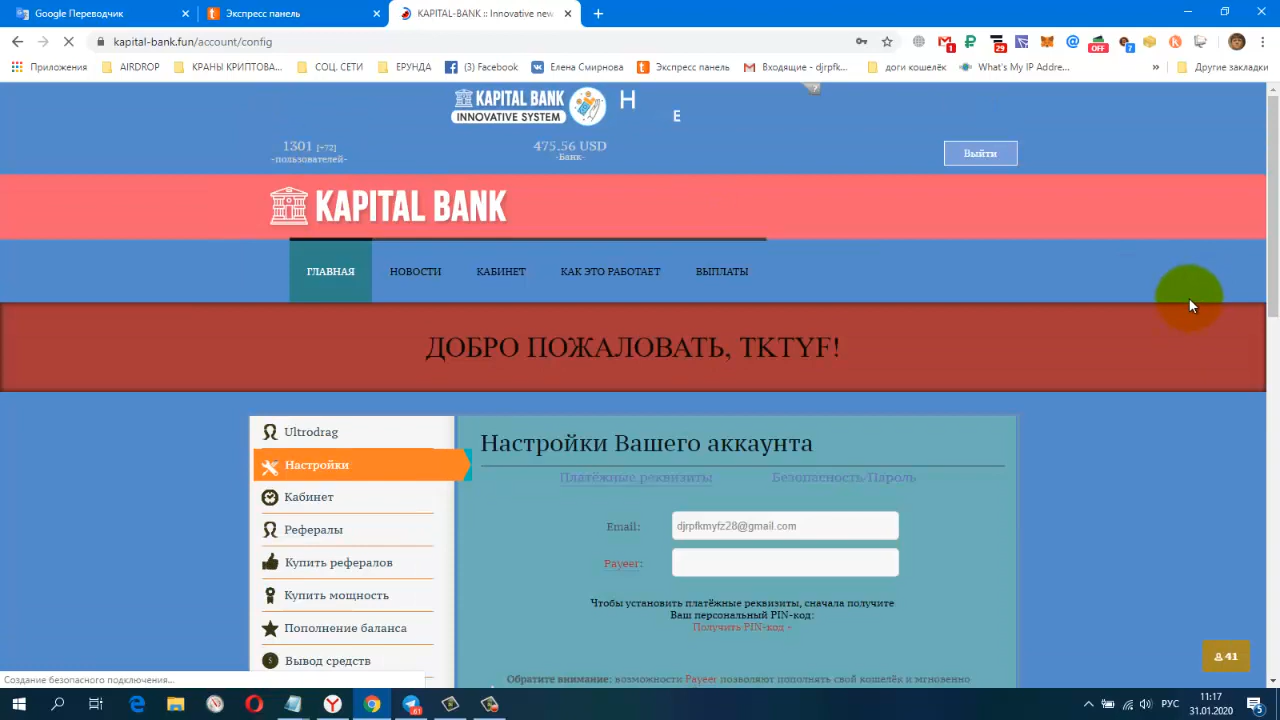 Google Переводчик
Экспресс панель
KAPITAL-BANK :: Innovative new
kapital-bank.fun/account/config
1
29
OFF
7
Приложения
AIRDROP
КРАНЫ КРИПТОВА...
СОЦ. СЕТИ
ЕРУНДА
(3) Facebook
Елена Смирнова
Экспресс панель
Входящие - djrpfk...
доги кошелёк
What's My IP Addre...
»
Другие закладки
KAPITAL BANK
INNOVATIVE SYSTEM
H
E
?
1301 [+72]
-пользователей-
475.56 USD
-Банк-
Выйти
KAPITAL BANK
ГЛАВНАЯ
НОВОСТИ
КАБИНЕТ
КАК ЭТО РАБОТАЕТ
ВЫПЛАТЫ
ДОБРО ПОЖАЛОВАТЬ, TKTYF!
Ultrodrag
Настройки
Кабинет
Рефералы
Купить рефералов
Купить мощность
Пополнение баланса
Вывод средств
Настройки Вашего аккаунта
Платёжные реквизиты
Безопасность/Пароль
Email:
djrpfkmyfz28@gmail.com
Payeer:
Чтобы установить платёжные реквизиты, сначала получите
Ваш персональный PIN-код:
Получить PIN-код
Обратите внимание: возможности Payeer позволяют пополнять свой кошелёк и мгновенно
41
Создание безопасного подключения...
61
РУС
11:17
31.01.2020
5